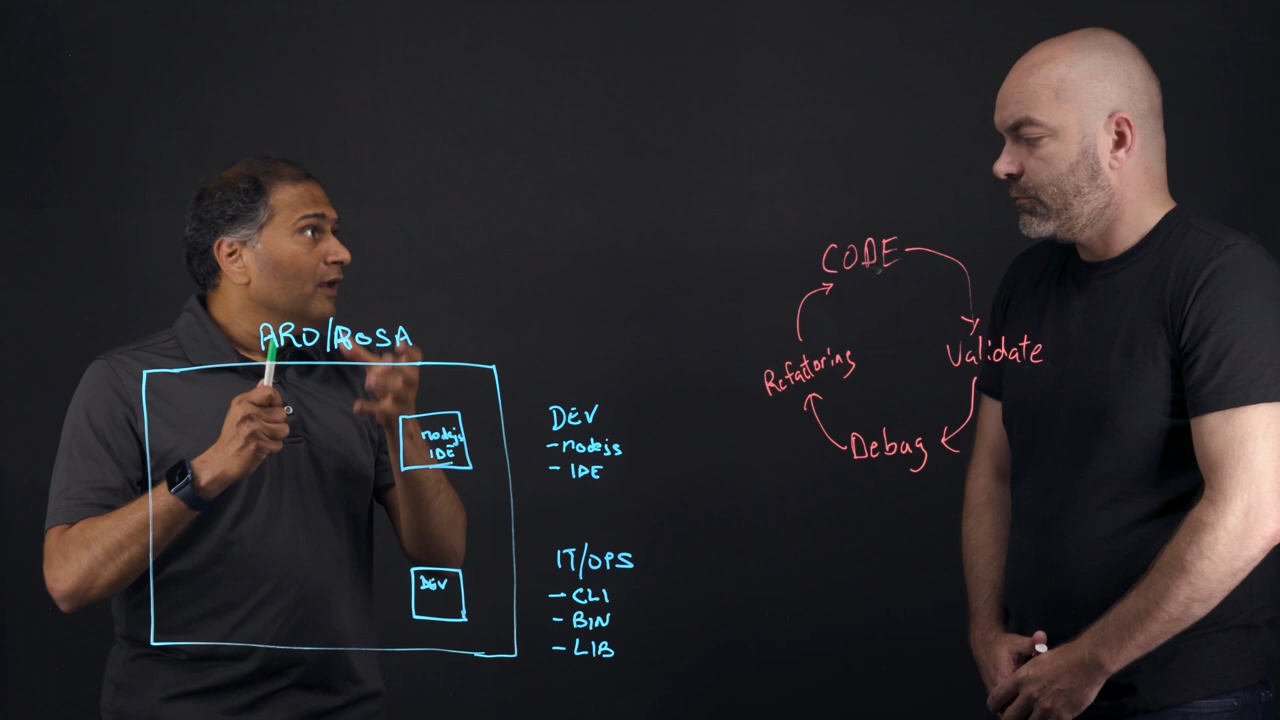 ARO/ROSA
nodejs
IDE
DEV
DEV
- nodejs
- IDE
IT/OPS
- CLI
- BIN
- LIB
CODE
Validate
Debug
Refactoring